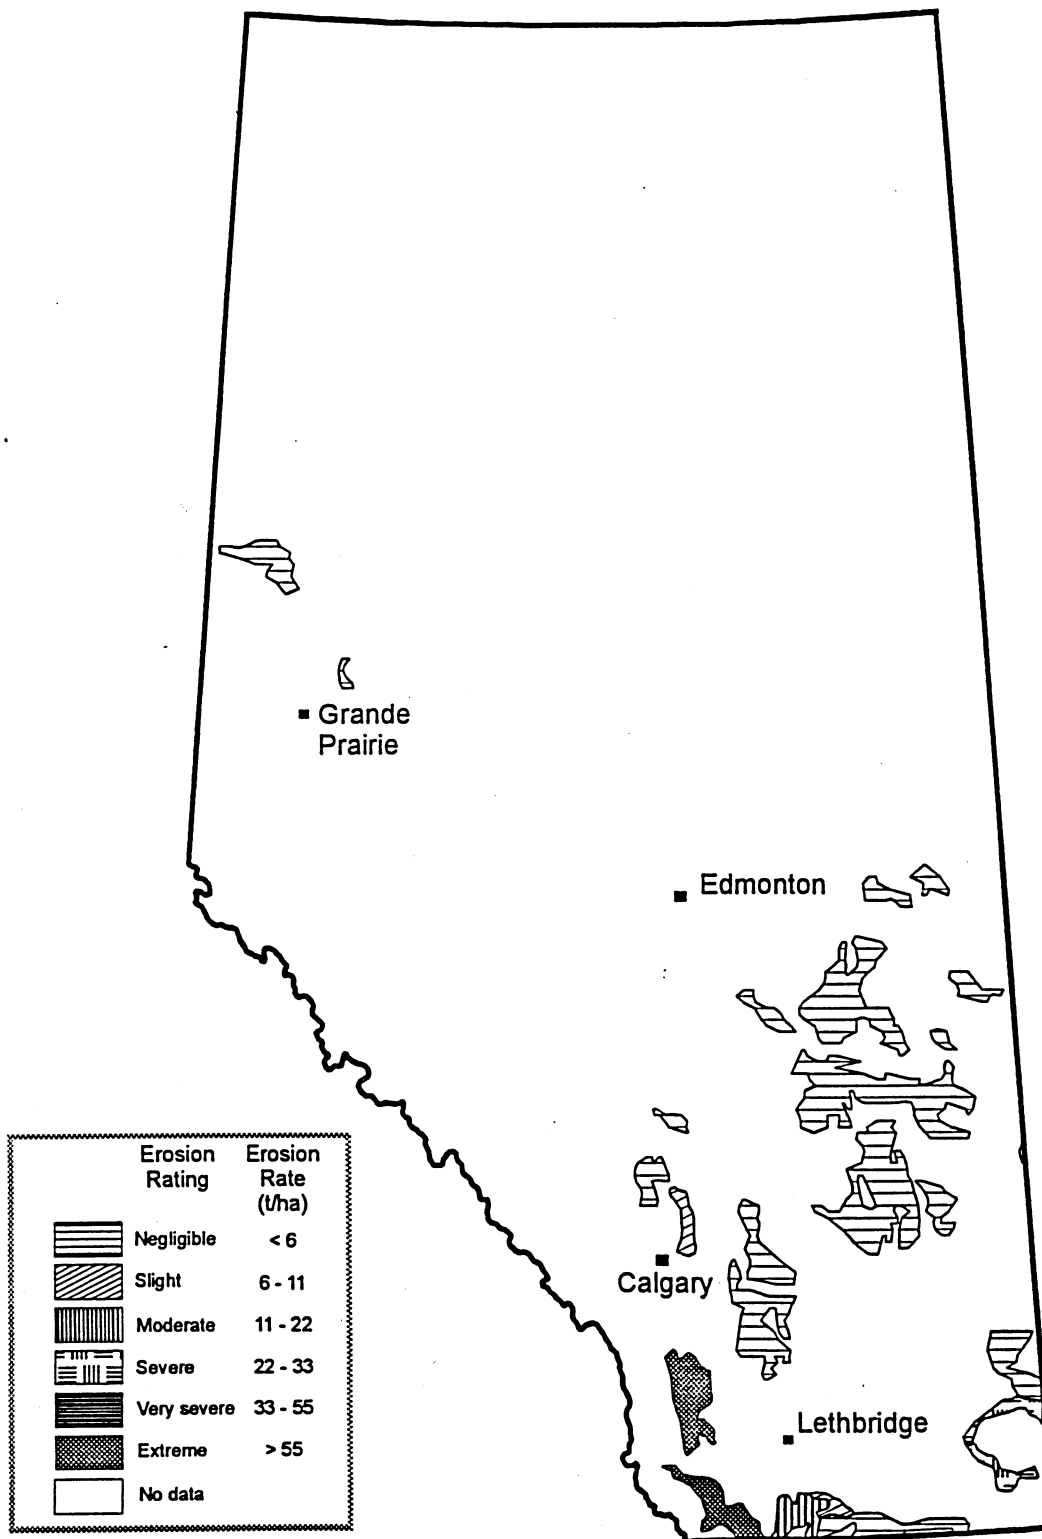 Grande
Prairie
Edmonton
Calgary
Lethbridge
Erosion Rating
Erosion Rate (t/ha)
Negligible < 6
Slight 6 - 11
Moderate 11 - 22
Severe 22 - 33
Very severe 33 - 55
Extreme > 55
No data